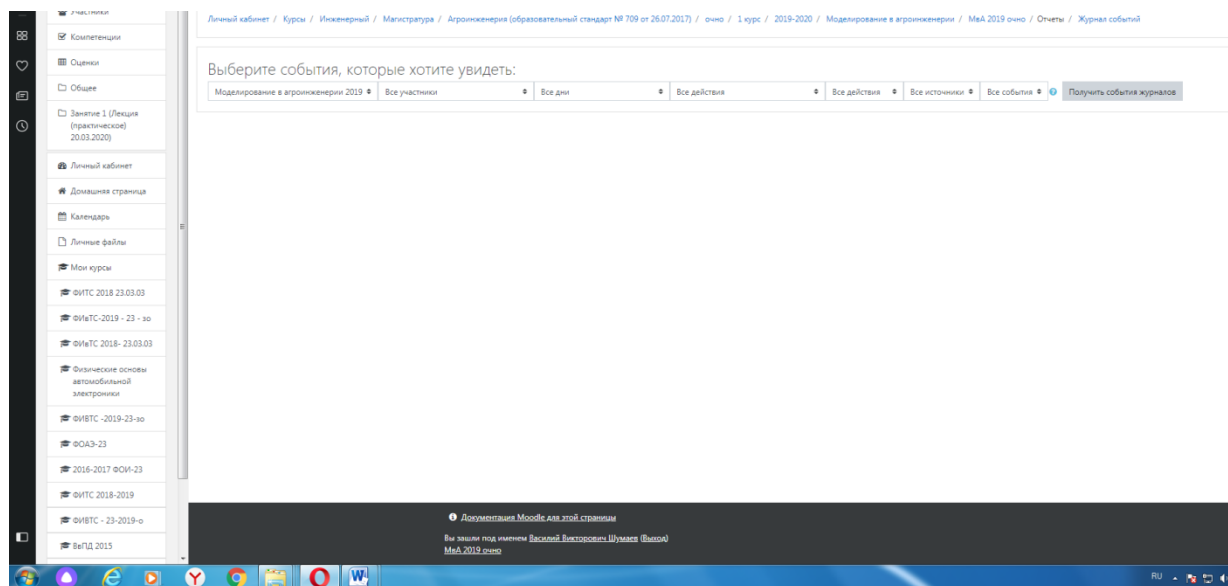 Участники
Личный кабинет / Курсы / Инженерный / Магистратура / Агроинженерия (образовательный стандарт № 709 от 26.07.2017) / очно / 1 курс / 2019-2020 / Моделирование в агроинженерии / МвА 2019 очно / Отчеты / Журнал событий
Компетенции
Оценки
Общее
Занятие 1 (Лекция
(практическое)
20.03.2020)
Личный кабинет
Домашняя страница
Календарь
Личные файлы
Мои курсы
ФИТС 2018 23.03.03
ФИвТС-2019 - 23 - зо
ФИвТС 2018- 23.03.03
Физические основы
автомобильной
электроники
ФИВТС -2019-23-зо
ФОАЭ-23
2016-2017 ФОИ-23
ФИТС 2018-2019
ФИВТС - 23-2019-о
ВвПД 2015
Выберите события, которые хотите увидеть:
Моделирование в агроинженерии 2019 Все участники Все дни Все действия Все действия Все источники Все события Получить события журналов
Документация Moodle для этой страницы
Вы зашли под именем Василий Викторович Шумаев (Выход)
МвА 2019 очно
RU